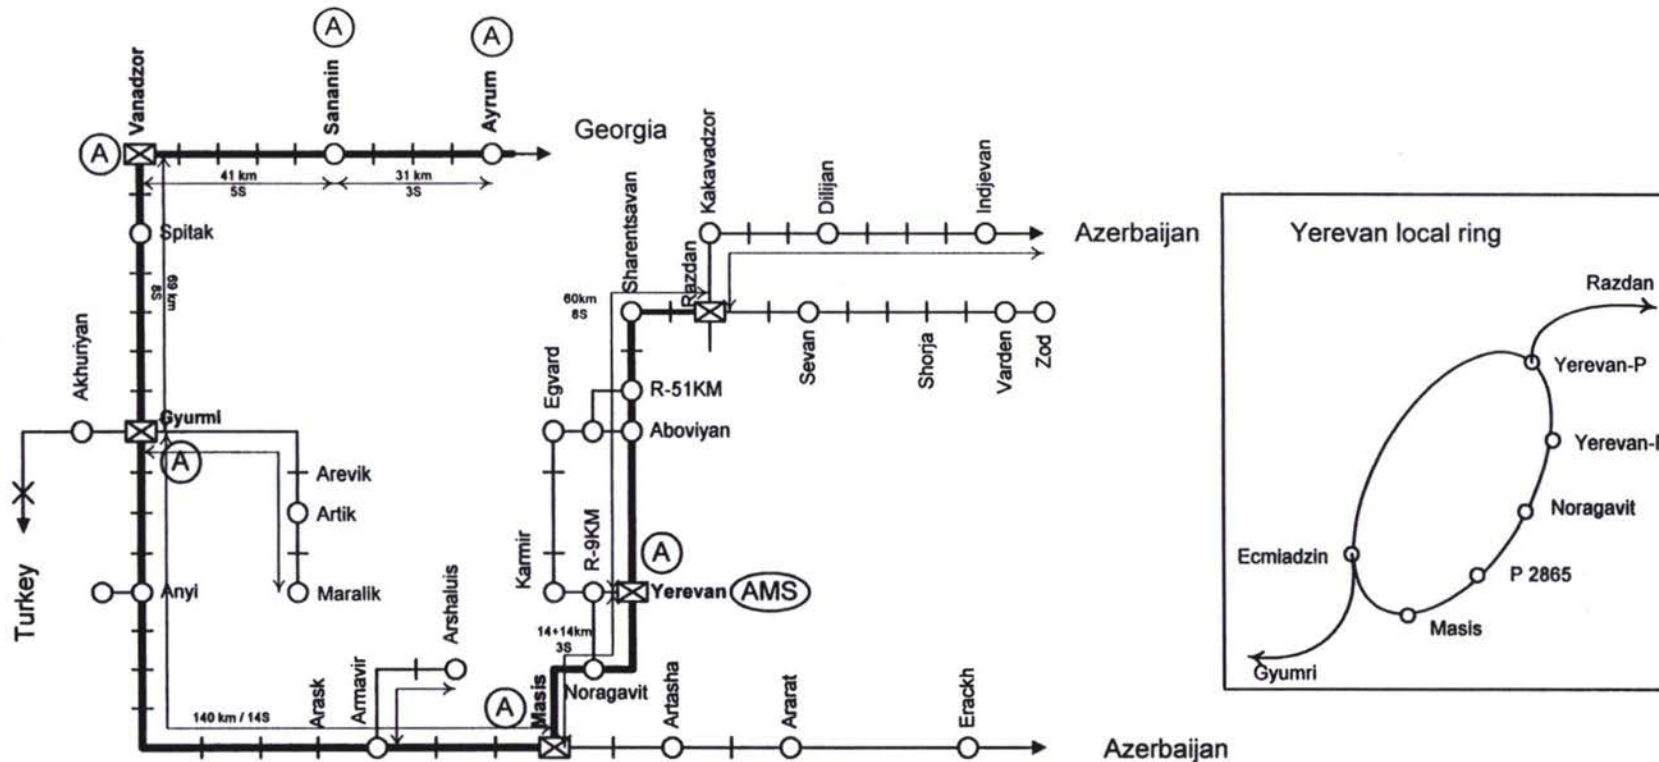 A
A
Vanadzor
Sananin
Ayrum
A
Georgia
41 km
5S
31 km
3S
Spitak
69 km
8S
Akhuriyan
Gyurmi
A
Turkey
Arevik
Artik
Maralik
Anyi
140 km / 14S
Arask
Armavir
Arshaluis
A
Masis
Sharentsavan
Kakavadzor
Razdan
Dilijan
Indjevan
Azerbaijan
60km
8S
Sevan
Shorja
Varden
Zod
R-51KM
Egvard
Aboviyan
Karmir
R-9KM
A
Yerevan
AMS
14+14km
3S
Noragavit
Artasha
Ararat
Erackh
Azerbaijan
Yerevan local ring
Razdan
Yerevan-P
Noragavit
Ecmiadzin
P 2865
Masis
Gyumri